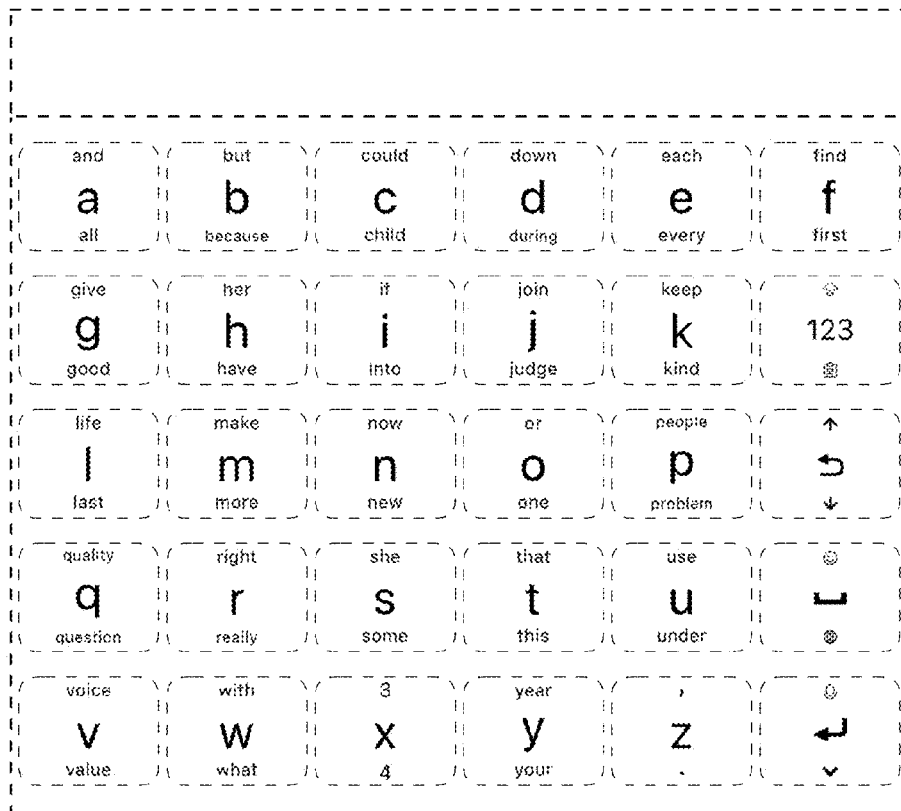 and but could down each find
a b c d e f
all because child during every first
give her if join keep
g h i j k 123
good have into judge kind
life make now or people
l m n o p
last more new one problem
quality right she that use
q r s t u
question really some this under
voice with 3 year ,
v w x y z
value what 4 your .